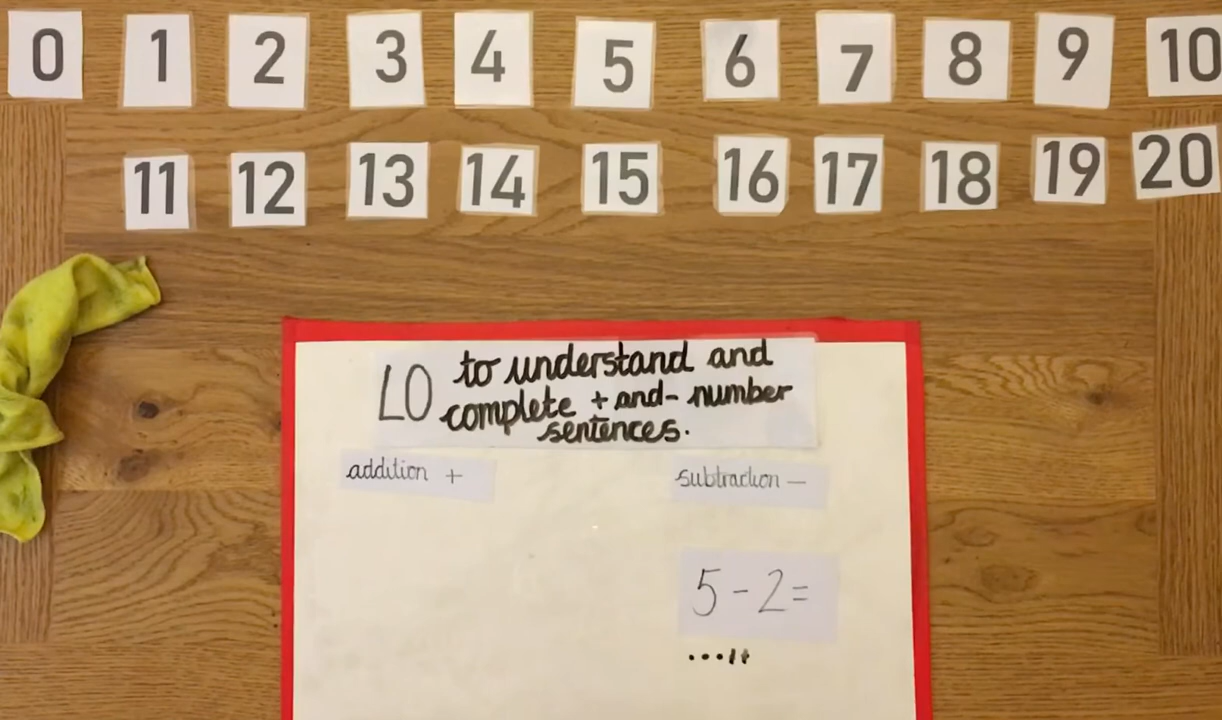 0 1 2 3 4 5 6 7 8 9 10
11 12 13 14 15 16 17 18 19 20
LO to understand and
complete + and - number
sentences.
addition +
subtraction -
5 - 2 =